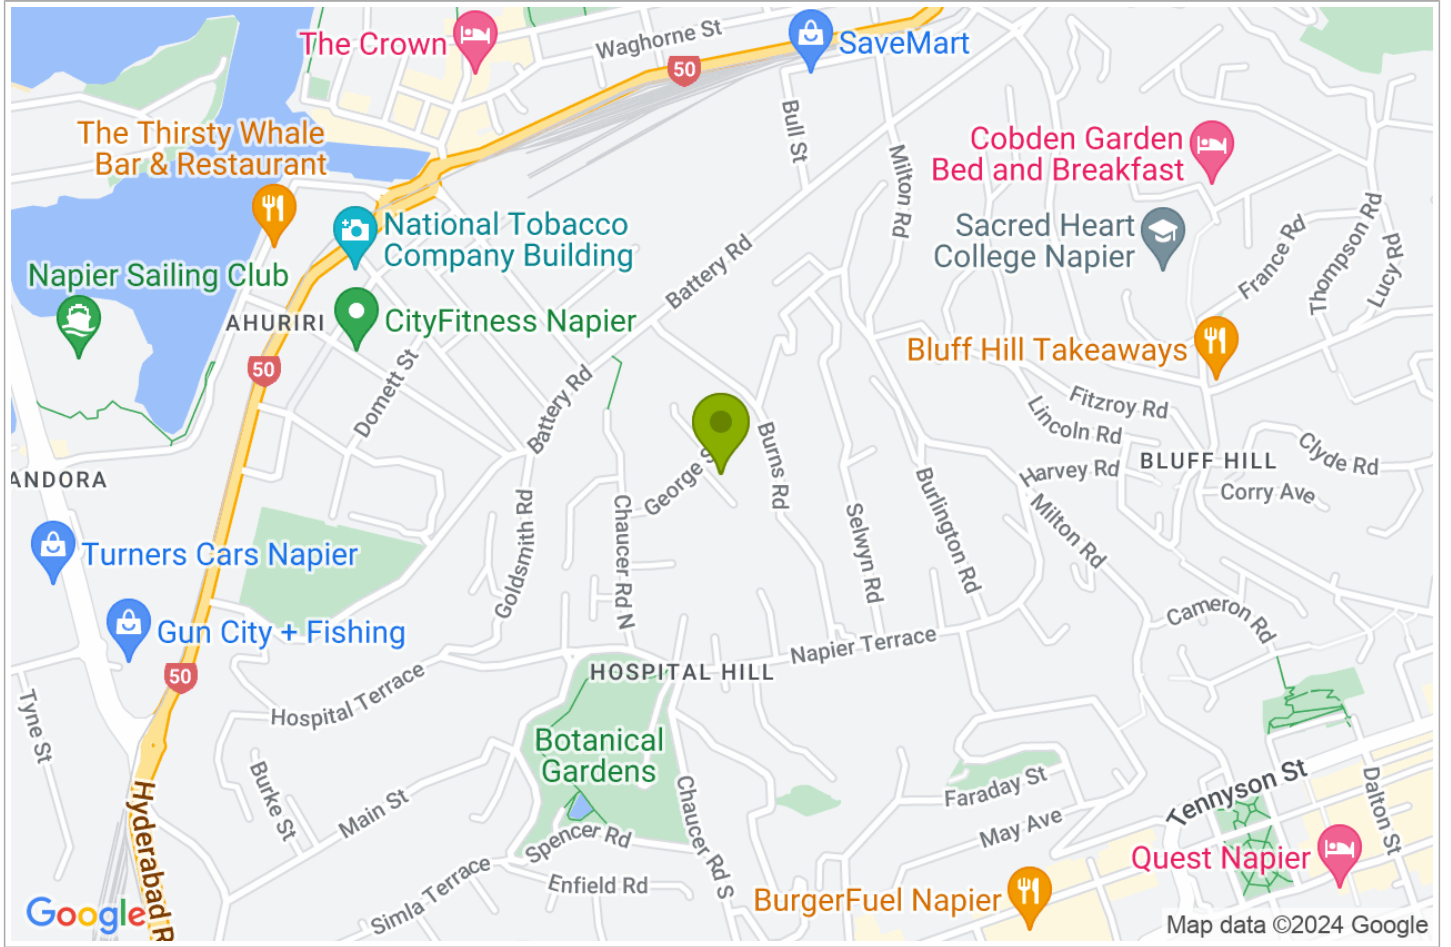 The Crown
Waghorne St
50
SaveMart
The Thirsty Whale
Bar & Restaurant
Bull St
Milton Rd
Cobden Garden
Bed and Breakfast
National Tobacco
Company Building
Battery Rd
Sacred Heart
College Napier
France Rd
Thompson Rd
Lucy Rd
Napier Sailing Club
AHURIRI
CityFitness Napier
50
Domett St
Battery Rd
Bluff Hill Takeaways
Fitzroy Rd
Lincoln Rd
Clyde Rd
Burns Rd
George S
Harvey Rd
BLUFF HILL
Corry Ave
ANDORA
Goldsmith Rd
Chaucer Rd N
Selwyn Rd
Burlington Rd
Milton Rd
Turners Cars Napier
Gun City + Fishing
Cameron Rd
50
Napier Terrace
HOSPITAL HILL
Hospital Terrace
Tyne St
Botanical
Gardens
Burke St
Main St
Hyderabad R
Spencer Rd
Chaucer Rd S
Faraday St
May Ave
Tennyson St
Dalton St
Simla Terrace
Enfield Rd
Quest Napier
BurgerFuel Napier
Google
Map data ©2024 Google